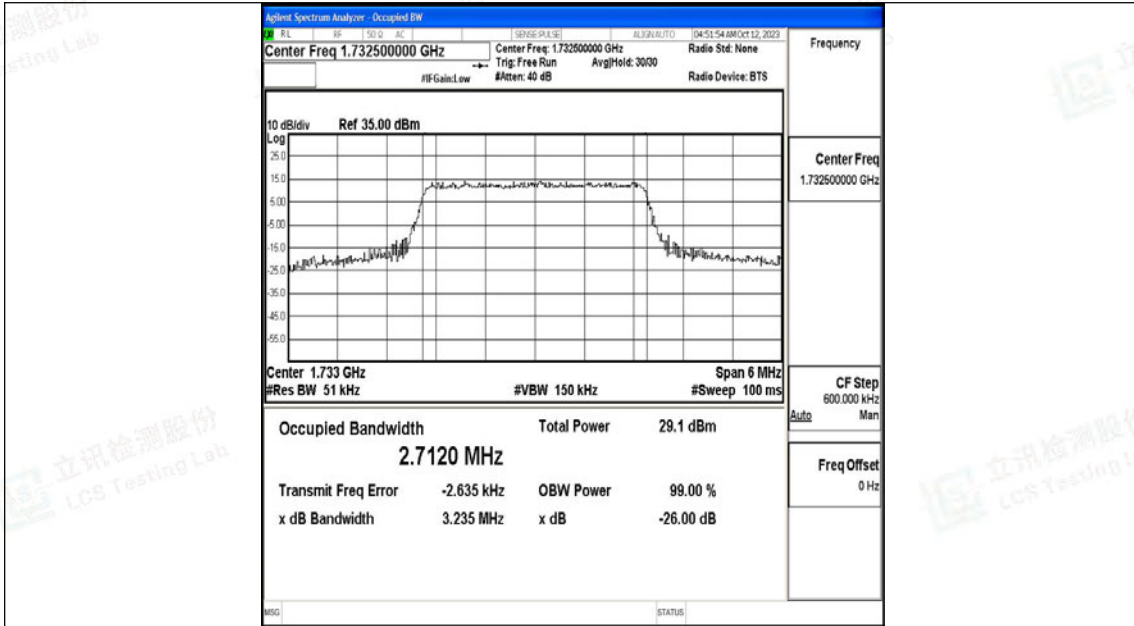 Agilent Spectrum Analyzer - Occupied BW
RL RF 50 Ω AC SENSE:PULSE ALIGNAUTO 04:51:54 AM Oct 12, 2023
Center Freq 1.732500000 GHz
Center Freq: 1.732500000 GHz Radio Std: None
Trig: Free Run Avg|Hold: 30/30
#IFGain:Low #Atten: 40 dB Radio Device: BTS
Frequency
10 dB/div Ref 35.00 dBm
Log
25.0
15.0
5.00
-5.00
-15.0
-25.0
-35.0
-45.0
-55.0
Center Freq
1.732500000 GHz
Center 1.733 GHz Span 6 MHz
#Res BW 51 kHz #VBW 150 kHz #Sweep 100 ms
CF Step
600.000 kHz
Auto Man
Occupied Bandwidth Total Power 29.1 dBm
2.7120 MHz
Transmit Freq Error -2.635 kHz OBW Power 99.00 %
x dB Bandwidth 3.235 MHz x dB -26.00 dB
Freq Offset
0 Hz
MSG STATUS
立讯检测股份
LCS Testing Lab
立讯检测股份
LCS Testing L